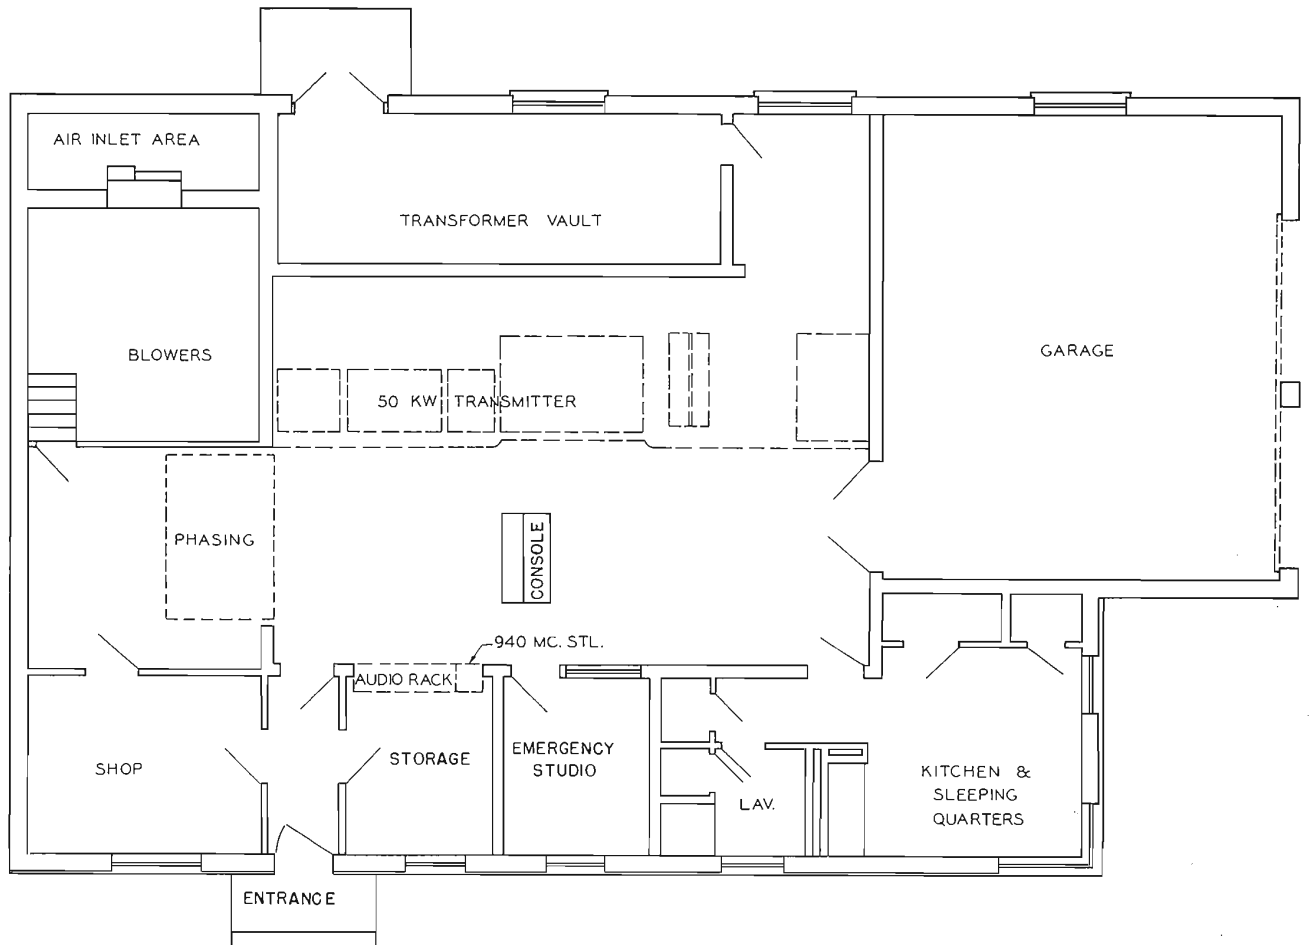 AIR INLET AREA
TRANSFORMER VAULT
BLOWERS
GARAGE
50 KW TRANSMITTER
PHASING
CONSOLE
940 MC. STL.
AUDIO RACK
SHOP
STORAGE
EMERGENCY
STUDIO
LAV.
KITCHEN &
SLEEPING
QUARTERS
ENTRANCE